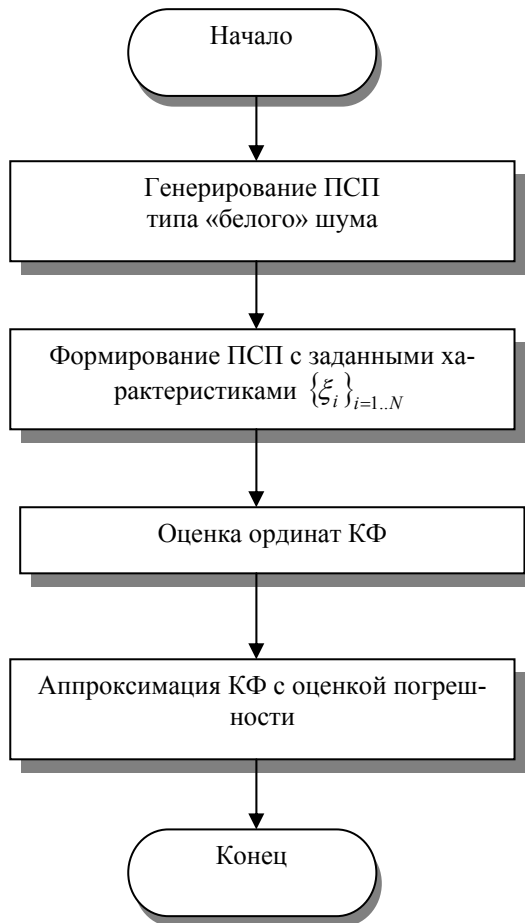 Начало
Генерирование ПСП
типа «белого» шума
Формирование ПСП с заданными ха-
рактеристиками {ξ_i}_{i=1..N}
Оценка ординат КФ
Аппроксимация КФ с оценкой погреш-
ности
Конец